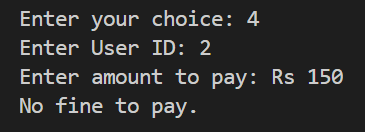 Enter your choice: 4
Enter User ID: 2
Enter amount to pay: Rs 150
No fine to pay.